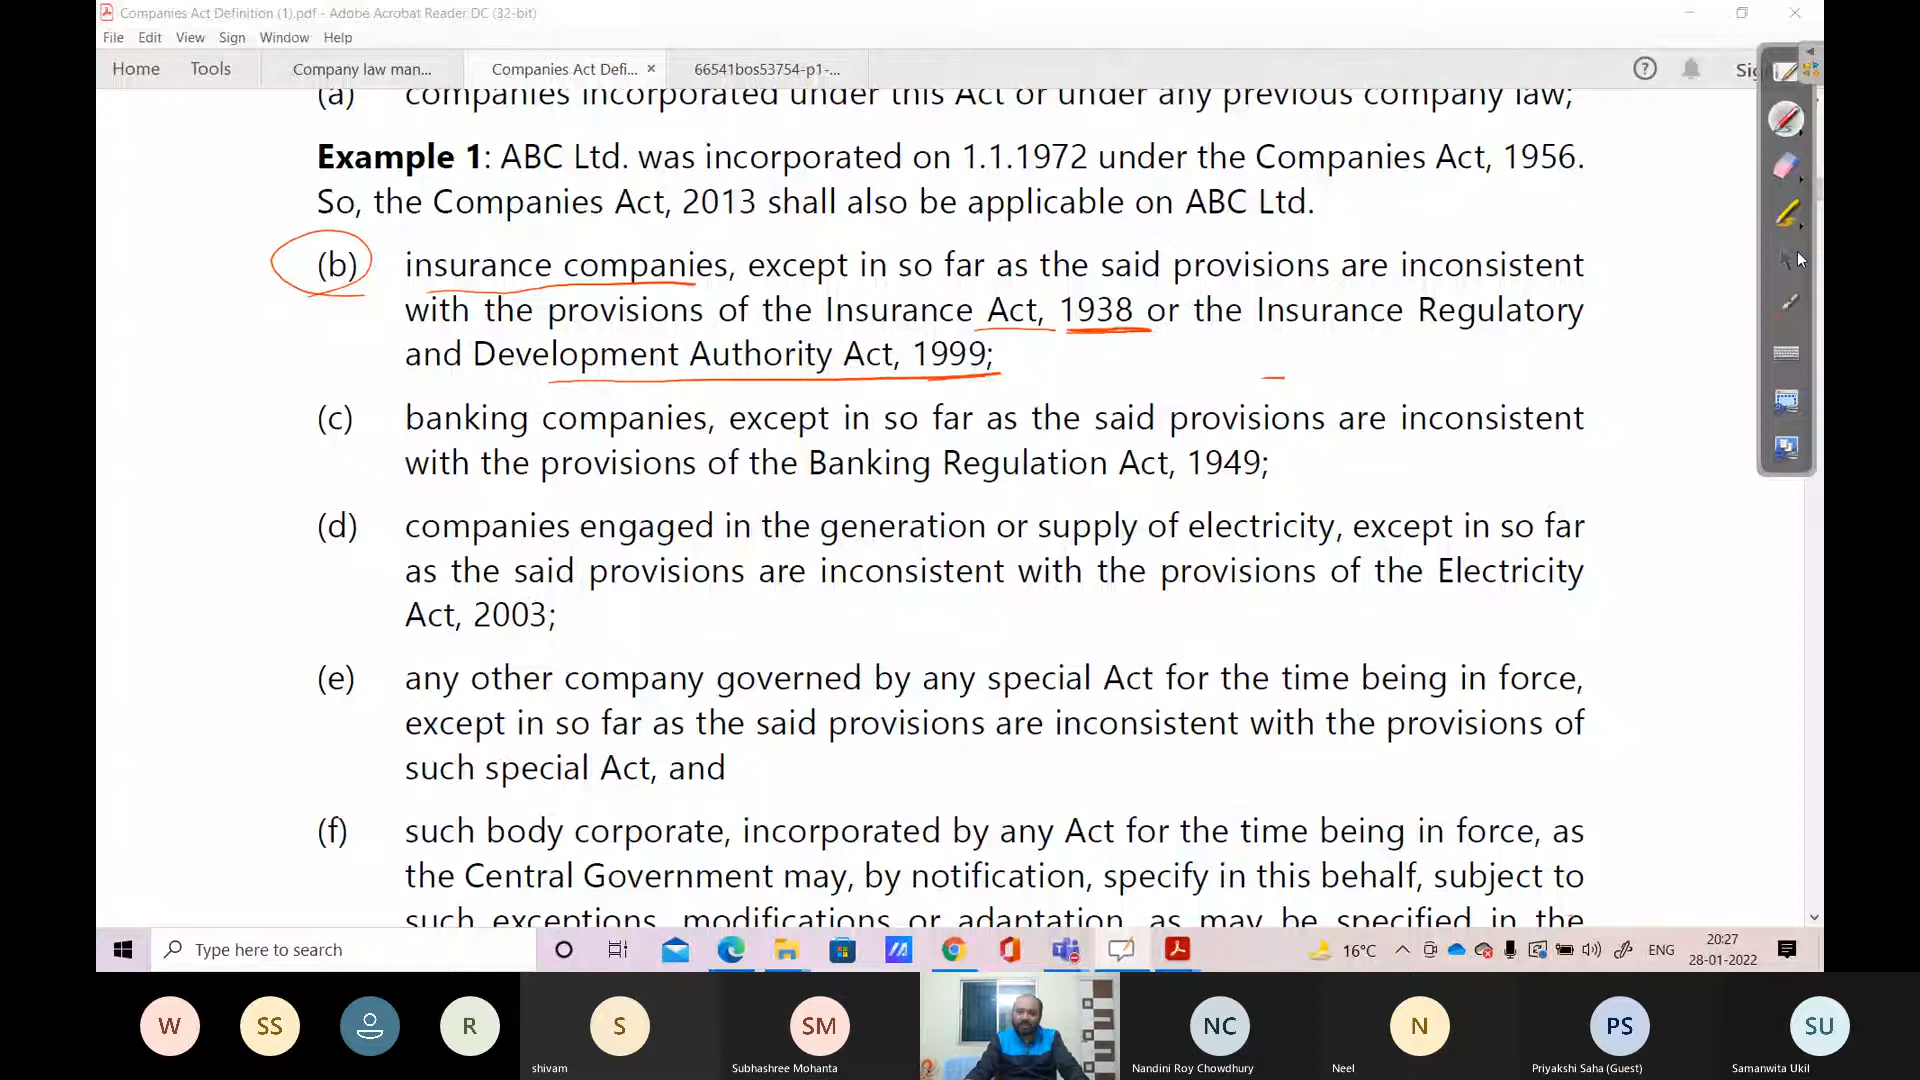 Companies Act Definition (1).pdf - Adobe Acrobat Reader DC (32-bit)
File Edit View Sign Window Help
Home Tools Company law man... Companies Act Defi... × 66541bos53754-p1-...
(a) companies incorporated under this Act or under any previous company law;
Example 1: ABC Ltd. was incorporated on 1.1.1972 under the Companies Act, 1956.
So, the Companies Act, 2013 shall also be applicable on ABC Ltd.
(b) insurance companies, except in so far as the said provisions are inconsistent
with the provisions of the Insurance Act, 1938 or the Insurance Regulatory
and Development Authority Act, 1999;
(c) banking companies, except in so far as the said provisions are inconsistent
with the provisions of the Banking Regulation Act, 1949;
(d) companies engaged in the generation or supply of electricity, except in so far
as the said provisions are inconsistent with the provisions of the Electricity
Act, 2003;
(e) any other company governed by any special Act for the time being in force,
except in so far as the said provisions are inconsistent with the provisions of
such special Act, and
(f) such body corporate, incorporated by any Act for the time being in force, as
the Central Government may, by notification, specify in this behalf, subject to
such exceptions, modifications or adaptation, as may be specified in the
Type here to search 16°C ENG 20:27
28-01-2022
W SS R S SM NC N PS SU
shivam Subhashree Mohanta Nandini Roy Chowdhury Neel Priyakshi Saha (Guest) Samanwita Ukil